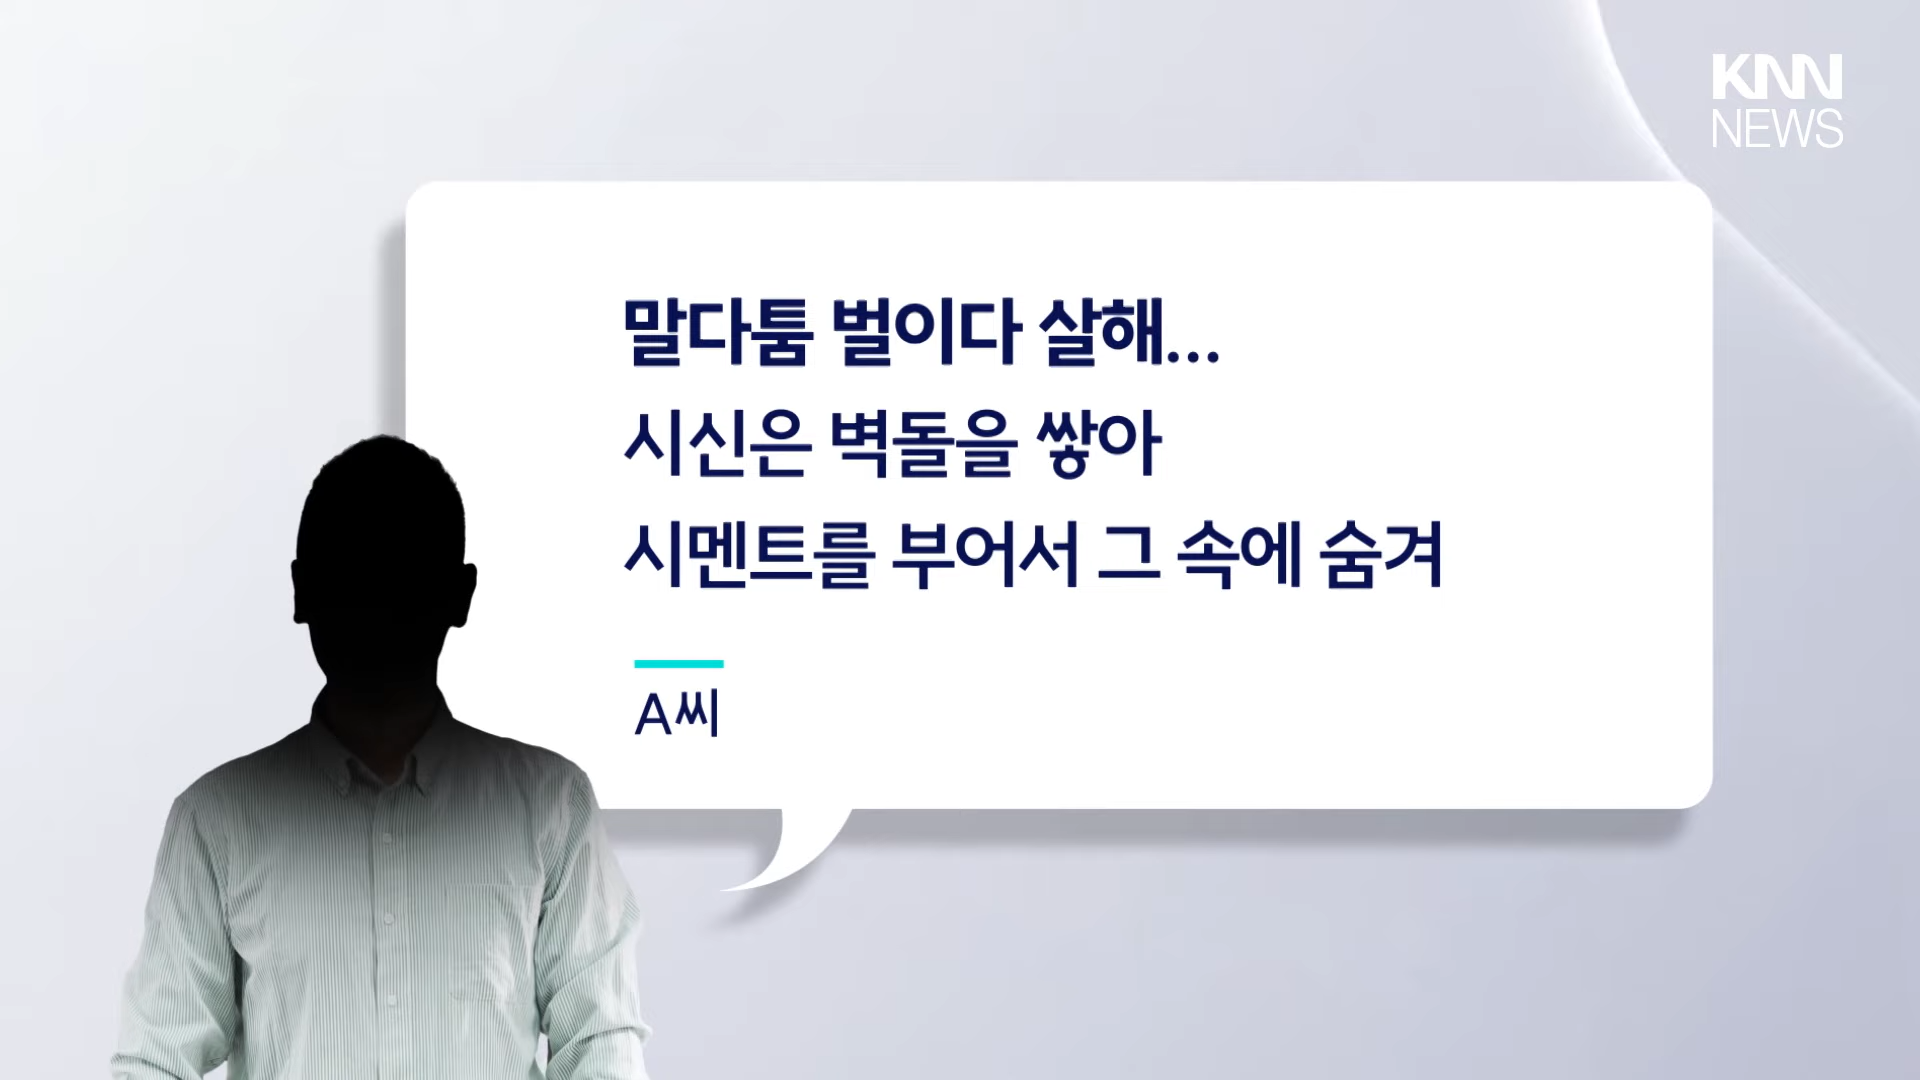 KNN
NEWS
말다툼 벌이다 살해...
시신은 벽돌을 쌓아
시멘트를 부어서 그 속에 숨겨
A씨